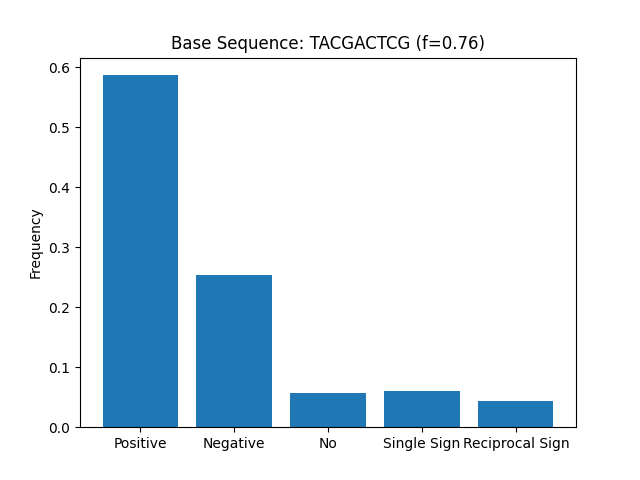 Base Sequence: TACGACTCG (f=0.76)
0.6
0.5
0.4
0.3
0.2
0.1
0.0
Frequency
Positive Negative No Single Sign Reciprocal Sign